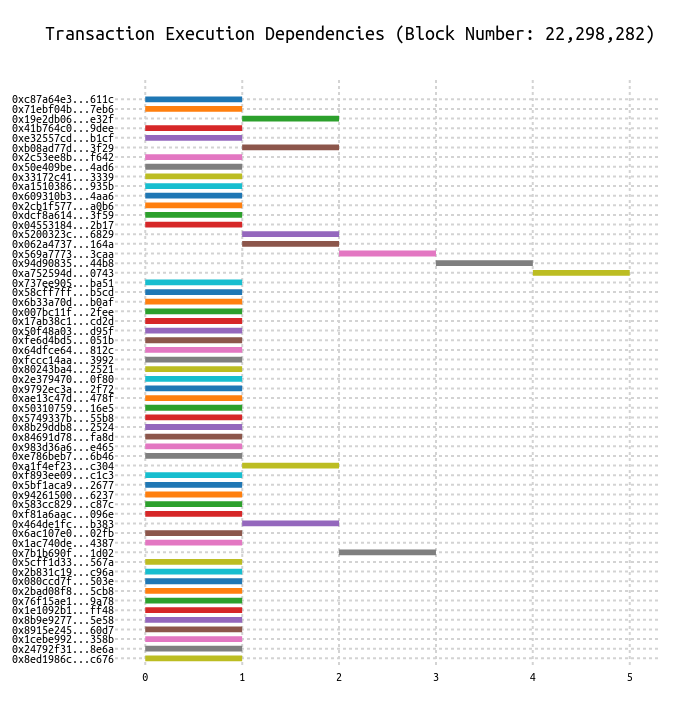 Transaction Execution Dependencies (Block Number: 22,298,282)
0xc87a64e3...611c
0x71ebf04b...7eb6
0x19e2db06...e32f
0x41b764c0...9dee
0xe32557cd...b1cf
0xb08ad77d...3f29
0x2c53ee8b...f642
0x50e409be...4ad6
0x33172c41...3339
0xa1510386...935b
0x609310b3...4aa6
0x2cb1f577...a0b6
0xdcf8a614...3f59
0x04553184...2b17
0x5200323c...6829
0x062a4737...164a
0x569a7773...3caa
0x94d90835...44b8
0xa752594d...0743
0x737ee905...ba51
0x58cff7ff...b5cd
0x6b33a70d...b0af
0x007bc11f...2fee
0x17ab38c1...cd2d
0x50f48a03...d95f
0xfe6d4bd5...051b
0x64dfce64...812c
0xfccc14aa...3992
0x80243ba4...2521
0x2e379470...0f80
0x9792ec3a...2f72
0xae13c47d...478f
0x50310759...16e5
0x5749337b...55b8
0x8b29ddb8...2524
0x84691d78...fa8d
0x983d36a6...e465
0xe786beb7...6b46
0xa1f4ef23...c304
0xf893ee09...c1c3
0x5bf1aca9...2677
0x94261500...6237
0x583cc829...c87c
0xf81a6aac...096e
0x464de1fc...b383
0x6ac107e0...02fb
0x1ac740de...4387
0x7b1b690f...1d02
0x5cff1d33...567a
0x2b831c19...c96a
0x080ccd7f...503e
0x2bad08f8...5cb8
0x76f15ae1...9a78
0x1e1092b1...ff48
0x8b9e9277...5e58
0x8915e245...60d7
0x1cebe992...358b
0x24792f31...8e6a
0x8ed1986c...c676
0 1 2 3 4 5